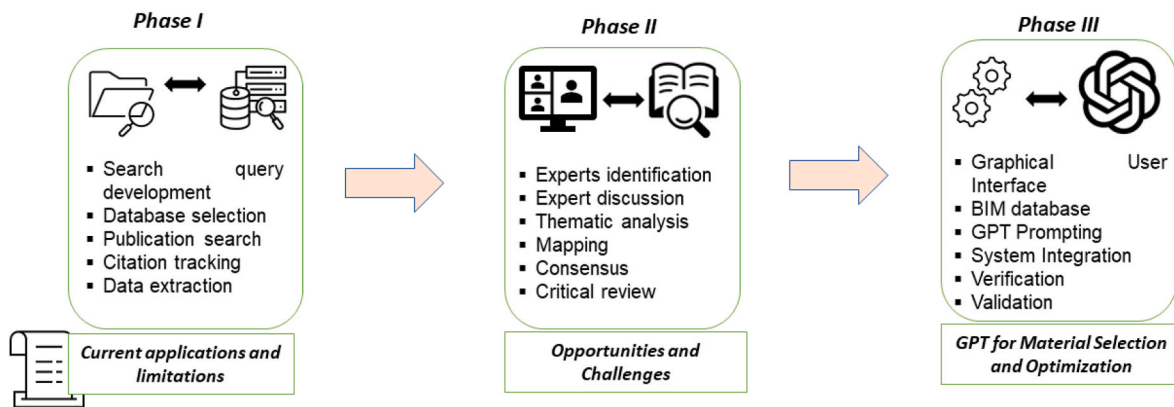 Phase I
Search query
development
Database selection
Publication search
Citation tracking
Data extraction
Current applications and
limitations
Phase II
Experts identification
Expert discussion
Thematic analysis
Mapping
Consensus
Critical review
Opportunities and
Challenges
Phase III
Graphical User
Interface
BIM database
GPT Prompting
System Integration
Verification
Validation
GPT for Material Selection
and Optimization